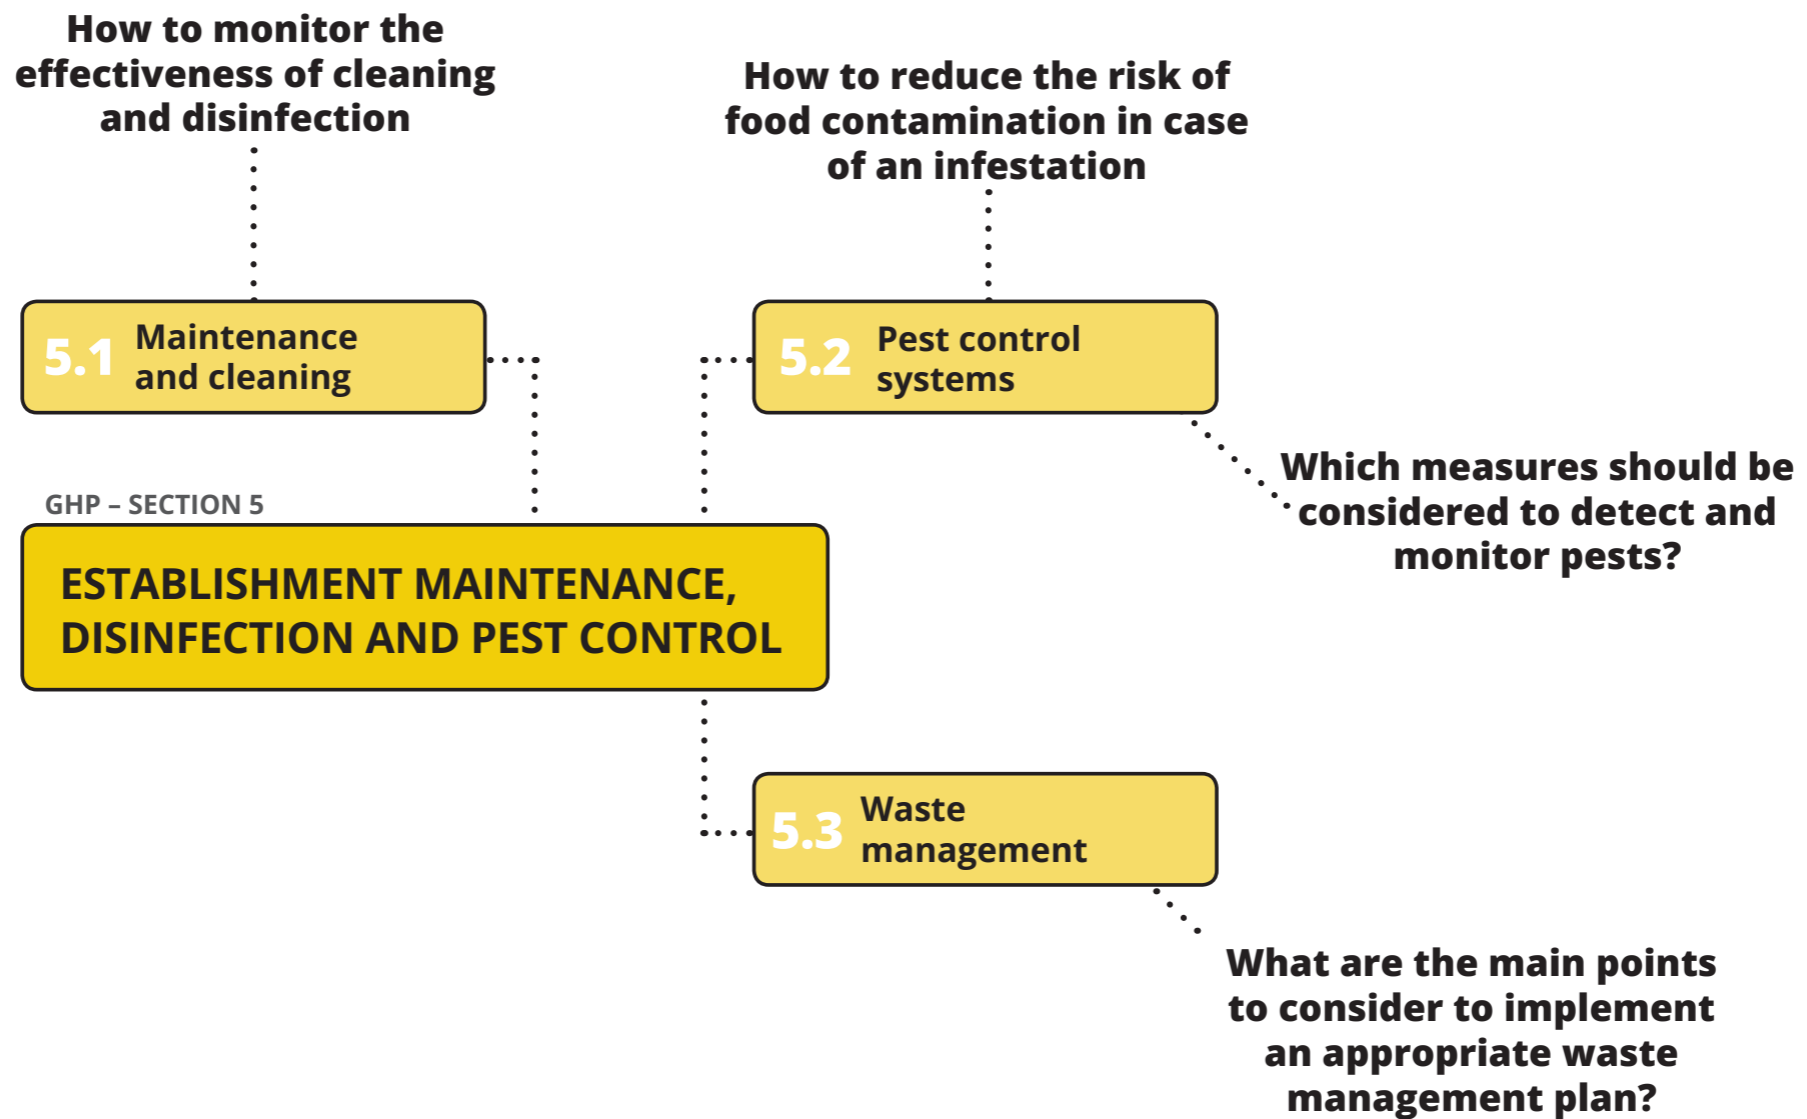 How to monitor the
effectiveness of cleaning
and disinfection
How to reduce the risk of
food contamination in case
of an infestation
5.1 Maintenance
and cleaning
5.2 Pest control
systems
Which measures should be
considered to detect and
monitor pests?
GHP – SECTION 5
ESTABLISHMENT MAINTENANCE,
DISINFECTION AND PEST CONTROL
5.3 Waste
management
What are the main points
to consider to implement
an appropriate waste
management plan?